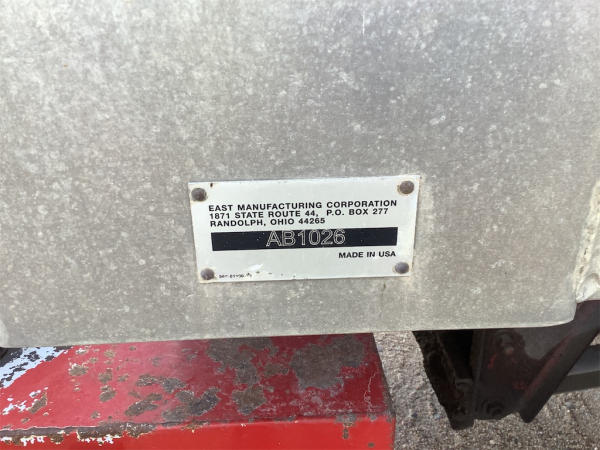 EAST MANUFACTURING CORPORATION
1871 STATE ROUTE 44, P.O. BOX 277
RANDOLPH, OHIO 44265
AB1026
MADE IN USA